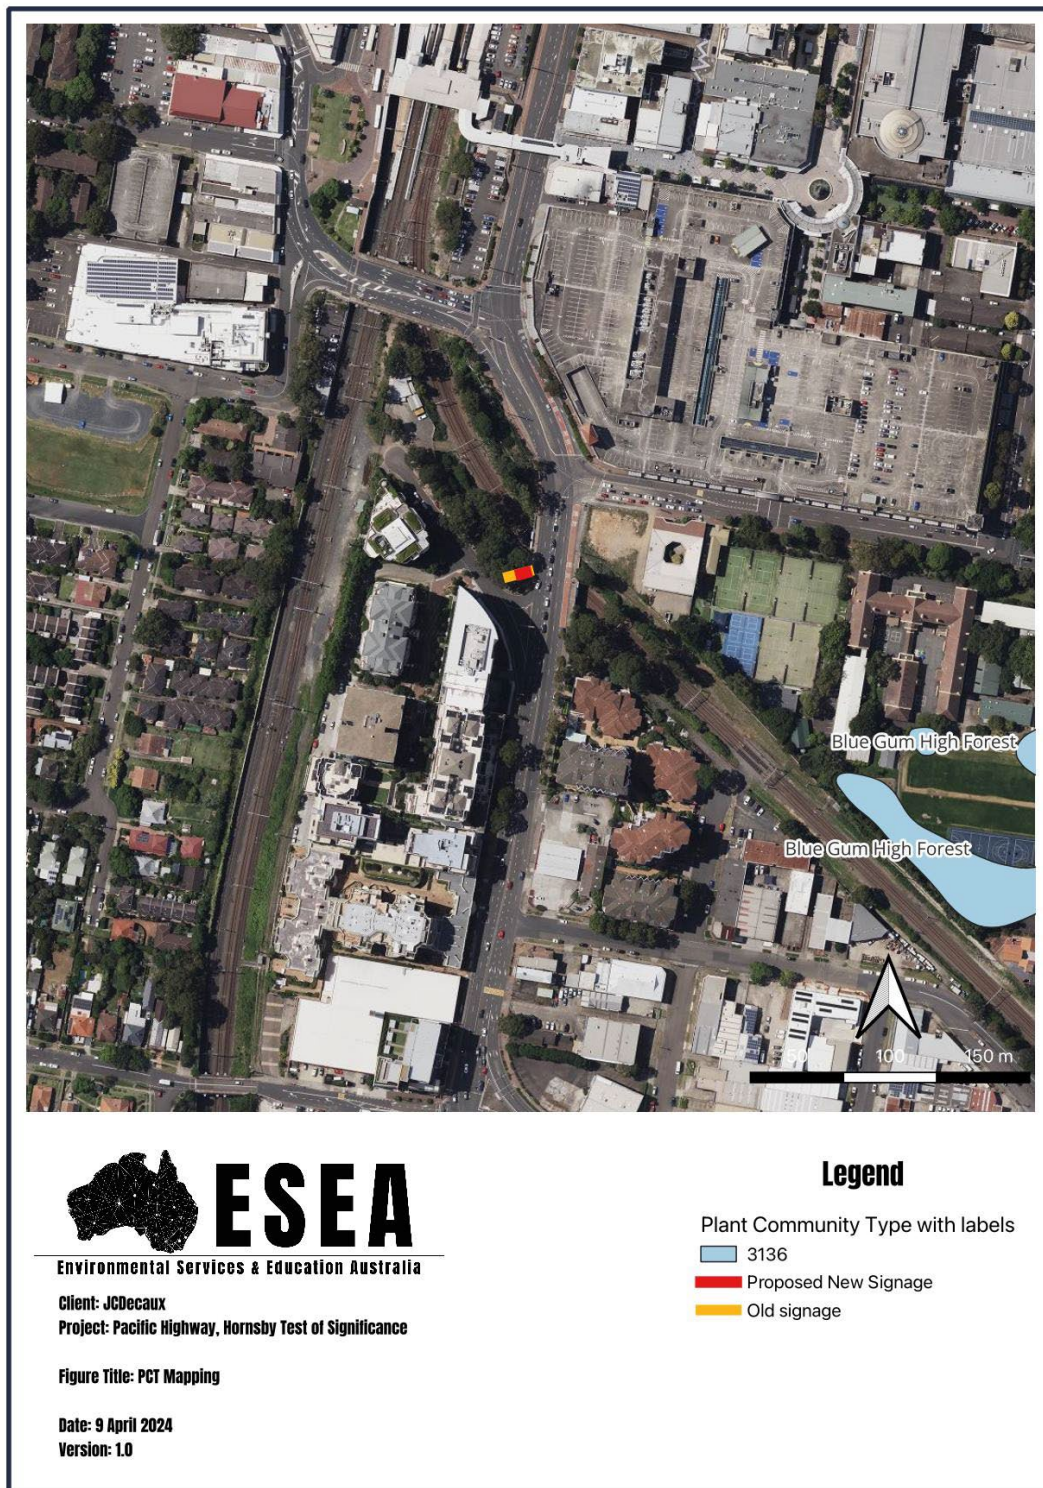 Blue Gum High Forest
Blue Gum High Forest
50 100 150 m
ESEA
Environmental Services & Education Australia
Client: JCDecaux
Project: Pacific Highway, Hornsby Test of Significance
Figure Title: PCT Mapping
Date: 9 April 2024
Version: 1.0
Legend
Plant Community Type with labels
3136
Proposed New Signage
Old signage